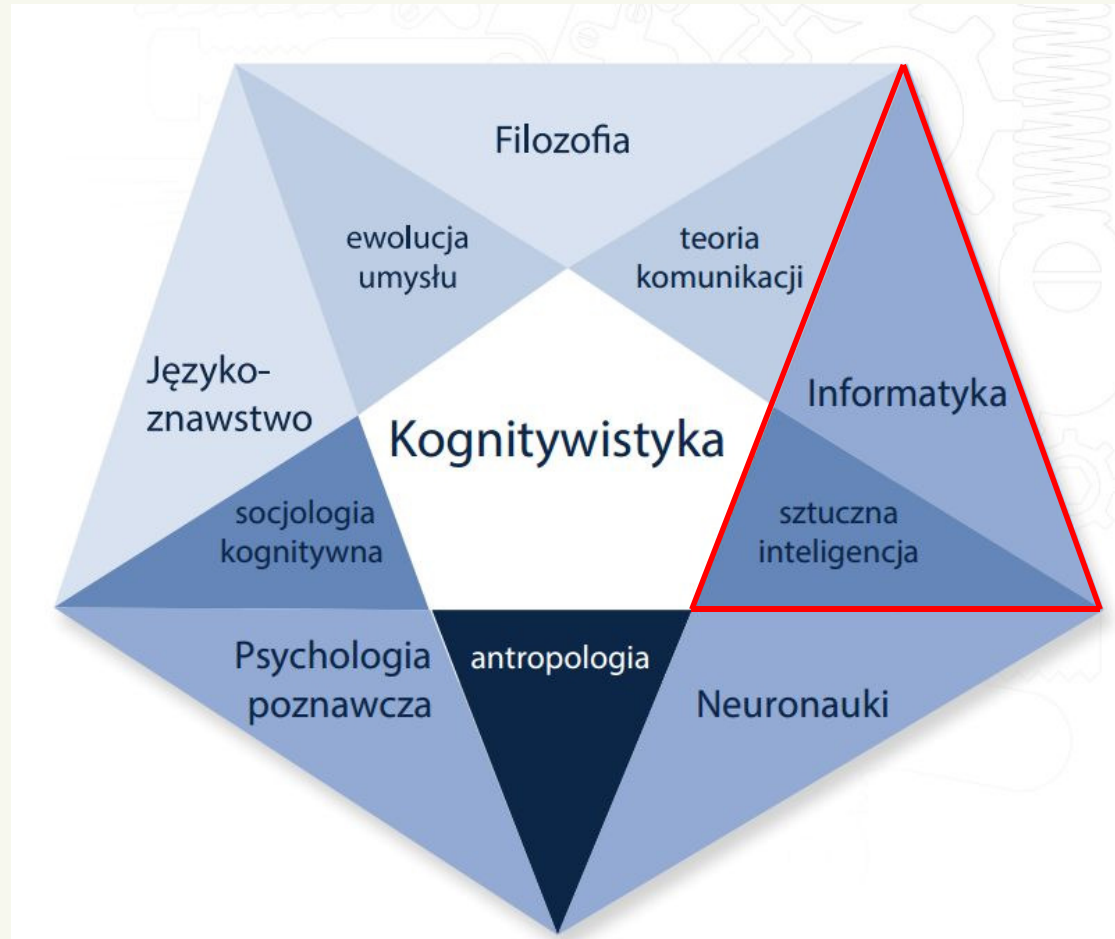 Filozofia
ewolucja
umysłu
teoria
komunikacji
Języko-
znawstwo
Informatyka
Kognitywistyka
socjologia
kognitywna
sztuczna
inteligencja
Psychologia
poznawcza
antropologia
Neuronauki